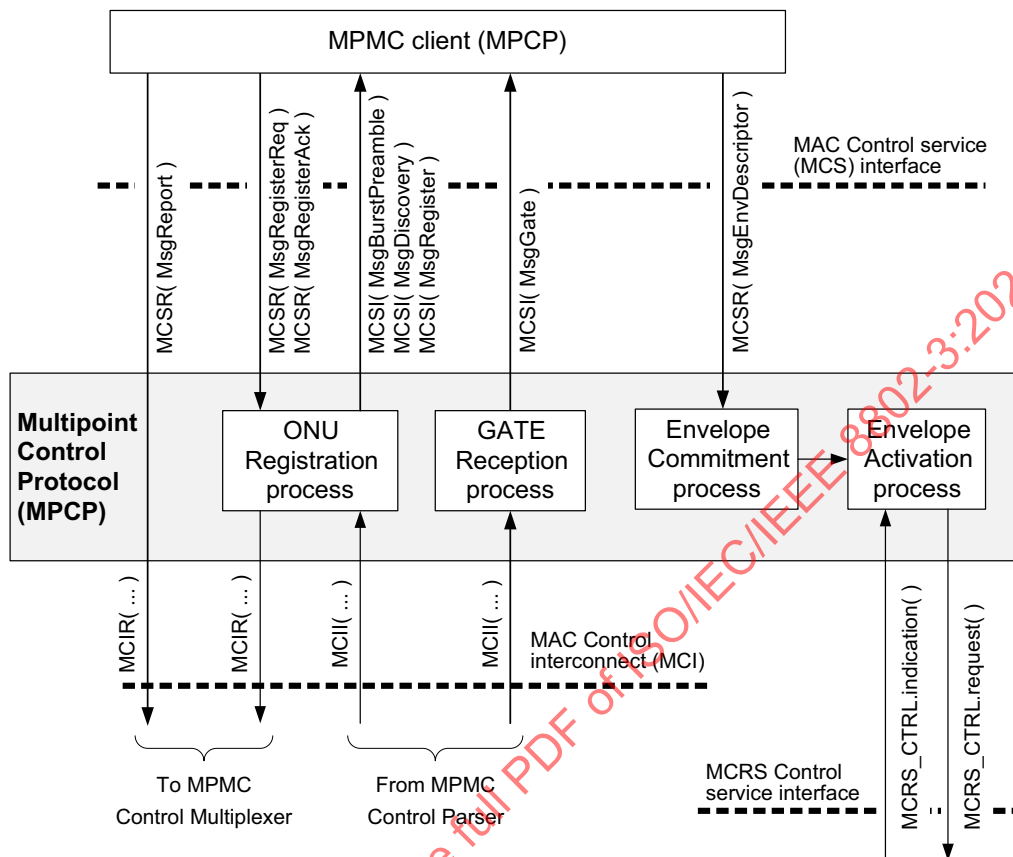 MPMC client (MPCP)
MCSR( MsgReport )
MCSR( MsgRegisterReq )
MCSR( MsgRegisterAck )
MCSI( MsgBurstPreamble )
MCSI( MsgDiscovery )
MCSI( MsgRegister )
MCSI( MsgGate )
MCSR( MsgEnvDescriptor )
MAC Control service
(MCS) interface
Multipoint
Control
Protocol
(MPCP)
ONU
Registration
process
GATE
Reception
process
Envelope
Commitment
process
Envelope
Activation
process
MCIR( ... )
MCIR( ... )
MCII( ... )
MCII( ... )
MAC Control
interconnect (MCI)
MCRS_CTRL.indication( )
MCRS_CTRL.request( )
To MPMC
Control Multiplexer
From MPMC
Control Parser
MCRS Control
service interface
full PDF of ISO/IEC/IEEE 8802-3:202